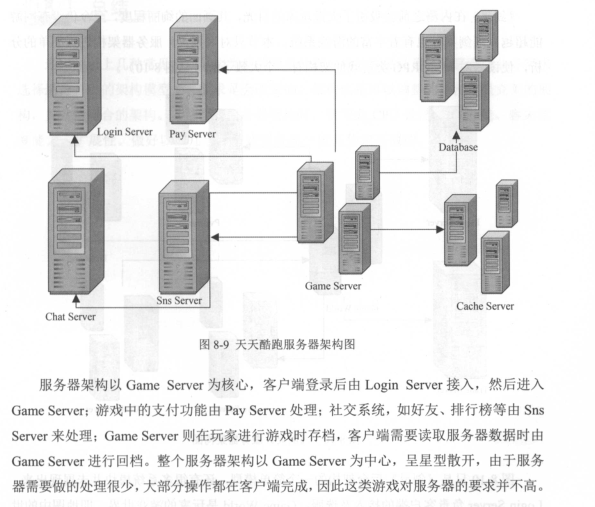 Login Server
Pay Server
Database
Chat Server
Sns Server
Game Server
Cache Server
图 8-9 天天酷跑服务器架构图
服务器架构以 Game Server 为核心，客户端登录后由 Login Server 接入，然后进入
Game Server；游戏中的支付功能由 Pay Server 处理；社交系统，如好友、排行榜等由 Sns
Server 来处理；Game Server 则在玩家进行游戏时存档，客户端需要读取服务器数据时由
Game Server 进行回档。整个服务器架构以 Game Server 为中心，呈星型散开，由于服务
器需要做的处理很少，大部分操作都在客户端完成，因此这类游戏对服务器的要求并不高。